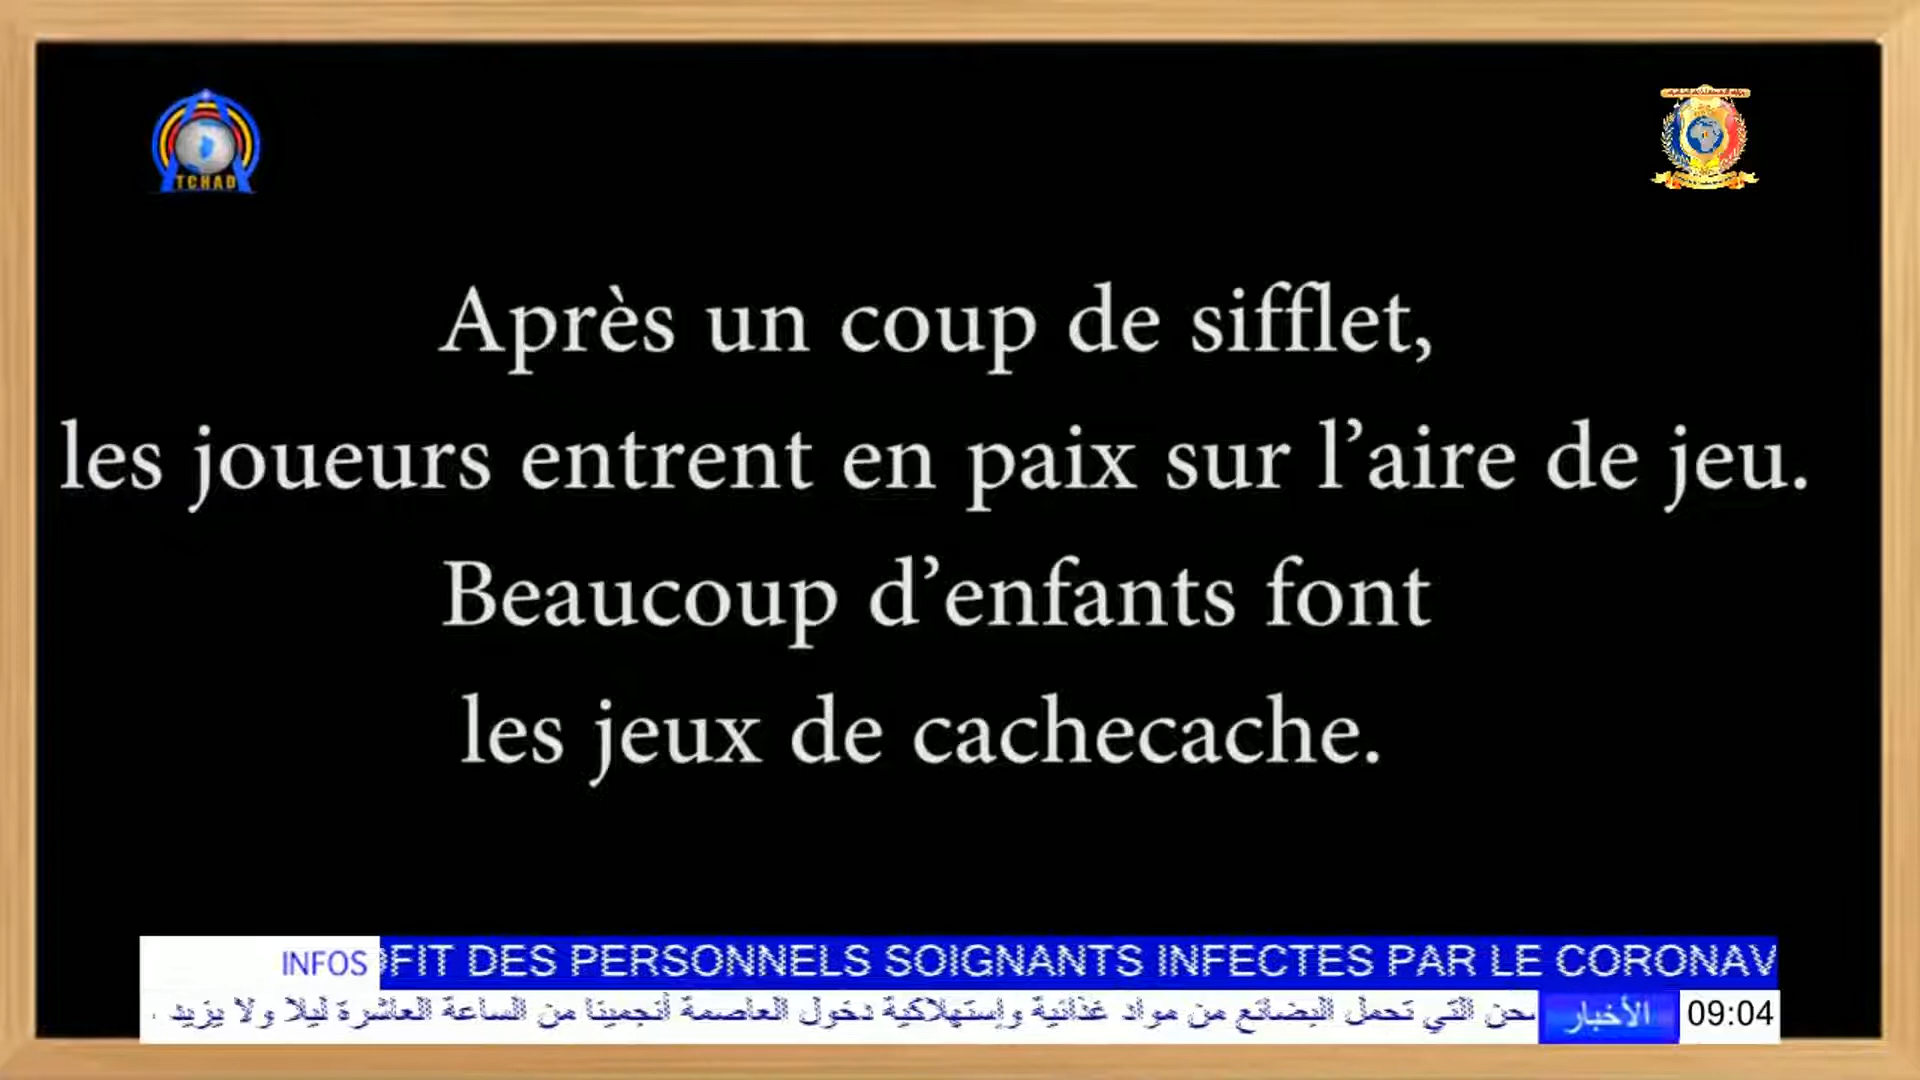 TCHAD
Après un coup de sifflet,
les joueurs entrent en paix sur l’aire de jeu.
Beaucoup d’enfants font
les jeux de cachecache.
INFOS
OFIT DES PERSONNELS SOIGNANTS INFECTES PAR LE CORONAV
حن التي تحمل البضائع من مواد غذائية وإستهلاكية دخول العاصمة أنجمينا من الساعة العاشرة ليلا ولا يزيد
الأخبار
09:04